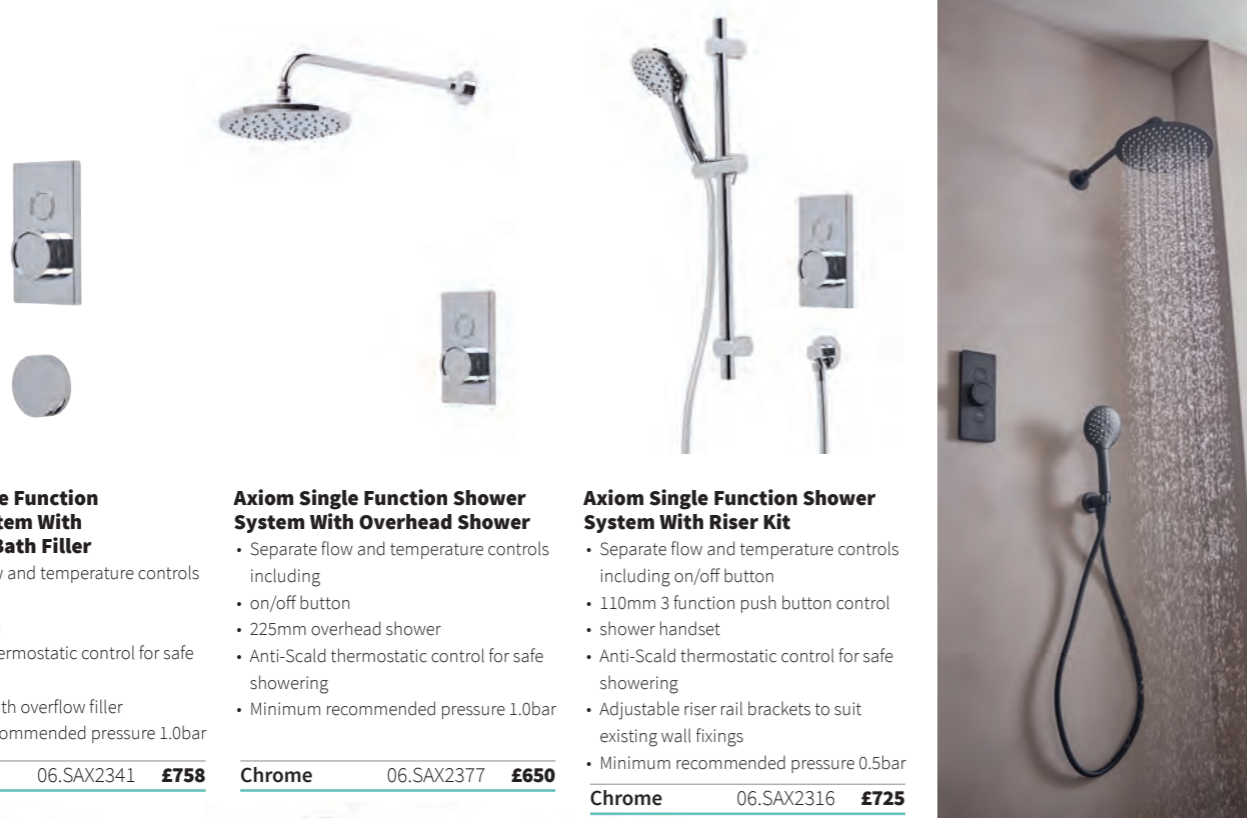 e Function
tem With
Bath Filler
and temperature controls
ermostatic control for safe
th overflow filler
ommended pressure 1.0bar
06.SAX2341 £758
Axiom Single Function Shower
System With Overhead Shower
• Separate flow and temperature controls
including
• on/off button
• 225mm overhead shower
• Anti-Scald thermostatic control for safe
showering
• Minimum recommended pressure 1.0bar
Chrome 06.SAX2377 £650
Axiom Single Function Shower
System With Riser Kit
• Separate flow and temperature controls
including on/off button
• 110mm 3 function push button control
• shower handset
• Anti-Scald thermostatic control for safe
showering
• Adjustable riser rail brackets to suit
existing wall fixings
• Minimum recommended pressure 0.5bar
Chrome 06.SAX2316 £725